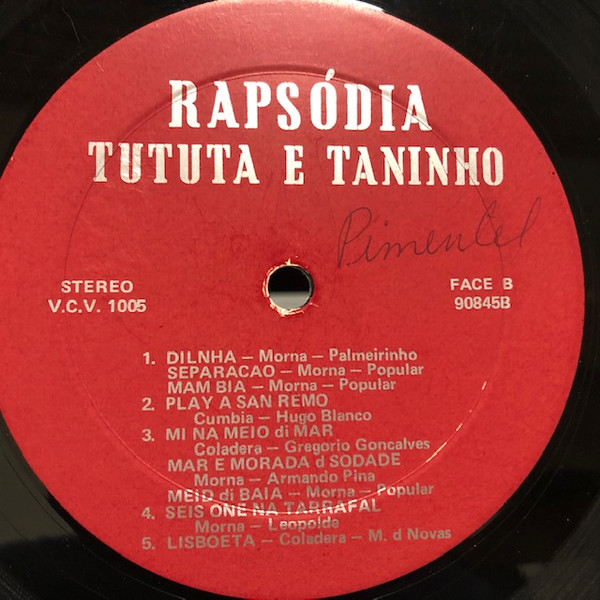 RAPSÓDIA
TUTUTA E TANINHO
Pimentel
STEREO
V.C.V. 1005
FACE B
90845B
1. DILNHA – Morna – Palmeirinho
SEPARACAO – Morna – Popular
MAM BIA – Morna – Popular
2. PLAY A SAN REMO
Cumbia – Hugo Blanco
3. MI NA MEIO di MAR
Coladera – Gregorio Goncalves
MAR E MORADA d SODADE
Morna – Armando Pina
MEID di BAIA – Morna – Popular
4. SEIS ONE NA TARRAFAL
Morna – Leopolde
5. LISBOETA – Coladera – M. d Novas